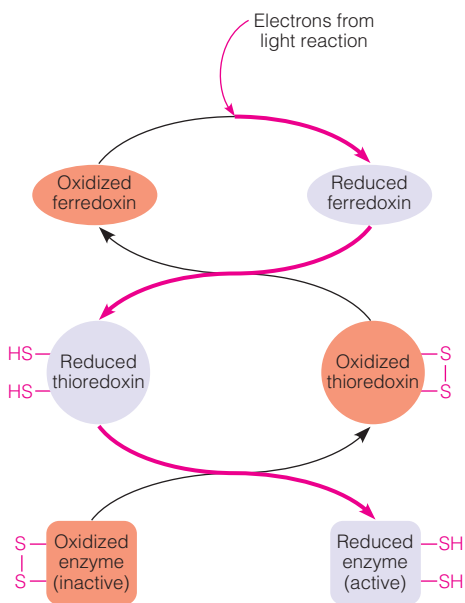 Electrons from
light reaction
Oxidized
ferredoxin
Reduced
ferredoxin
HS
HS
Reduced
thioredoxin
Oxidized
thioredoxin
S
S
S
S
Oxidized
enzyme
(inactive)
Reduced
enzyme
(active)
SH
SH